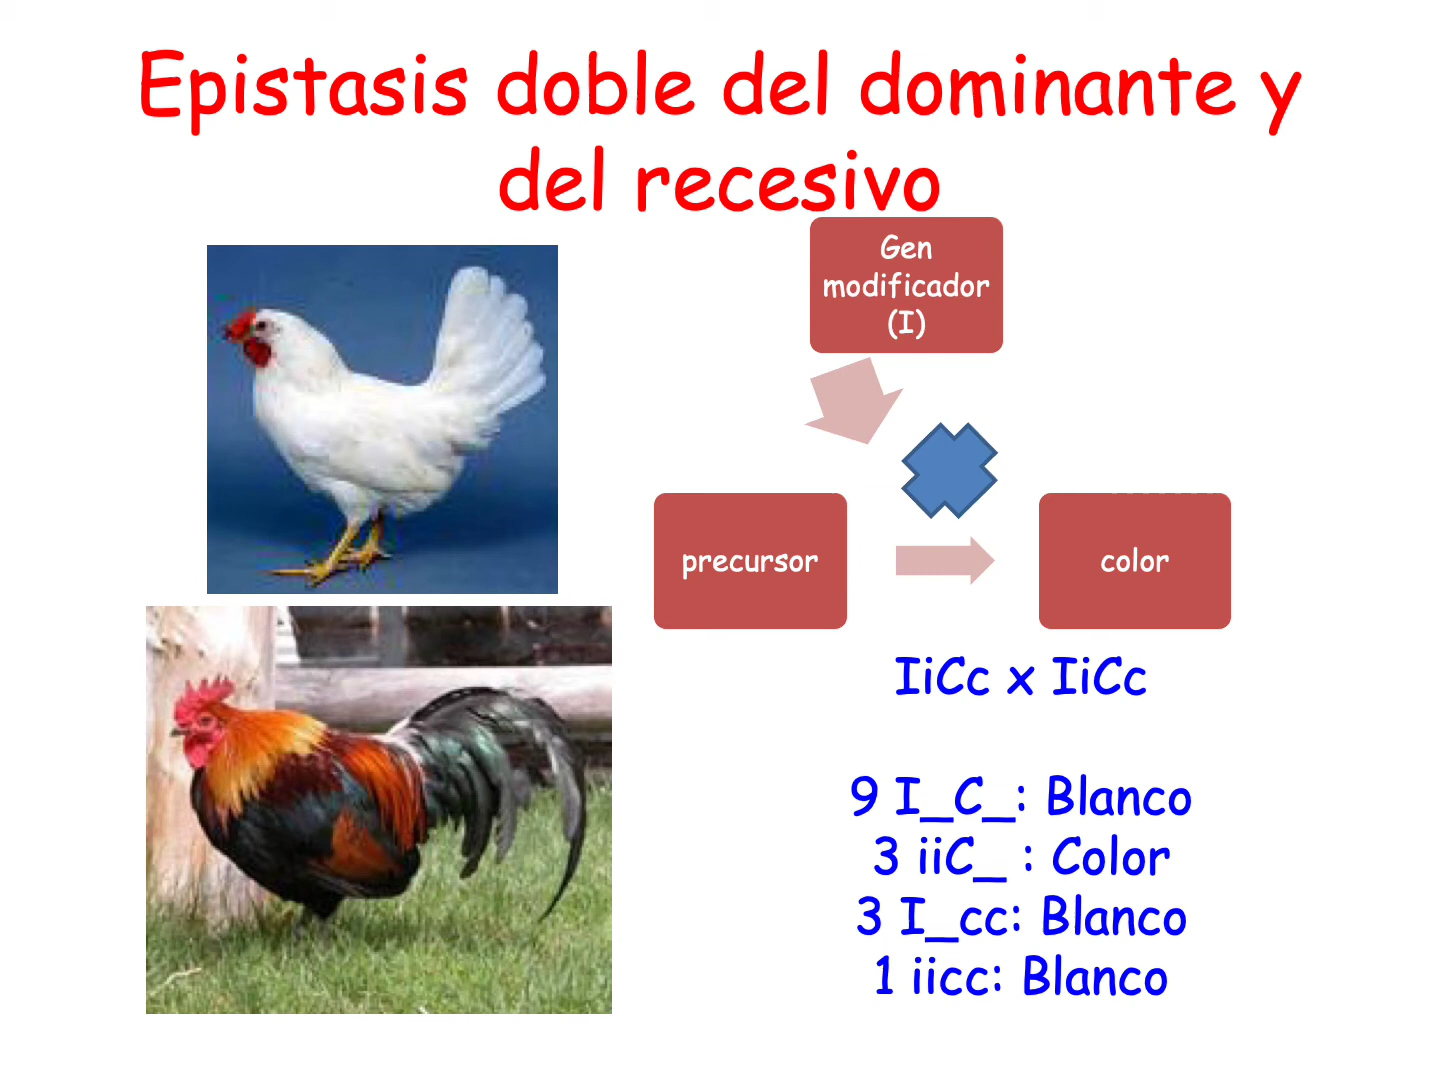 Epistasis doble del dominante y
del recesivo
Gen
modificador
(I)
precursor
color
IiCc x IiCc
9 I_C_: Blanco
3 iiC_ : Color
3 I_cc: Blanco
1 iicc: Blanco